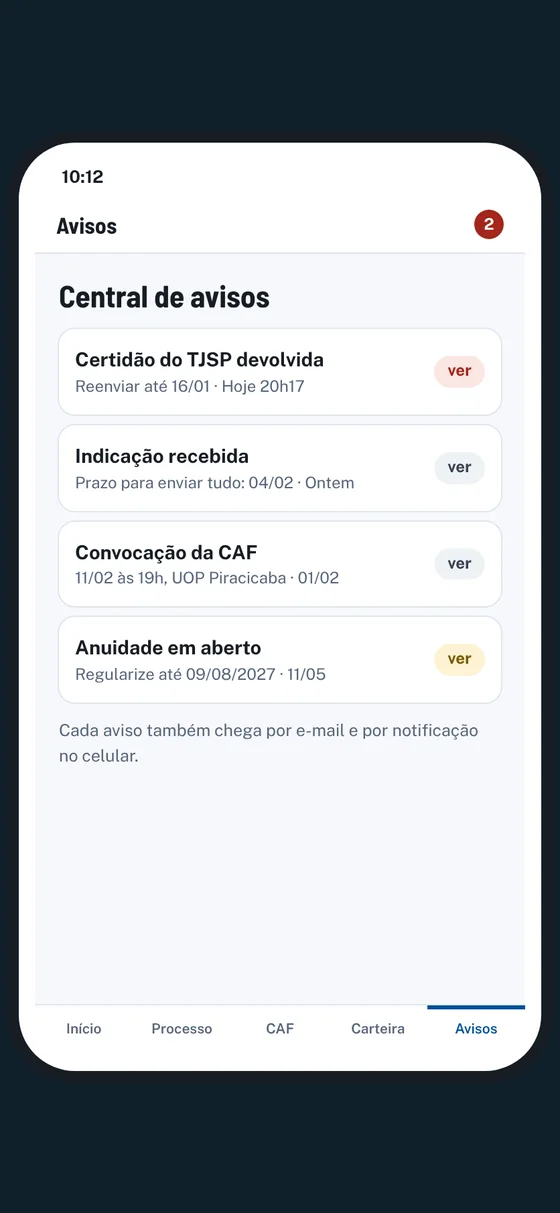 10:12
Avisos
2
Central de avisos
Certidão do TJSP devolvida
Reenviar até 16/01 · Hoje 20h17
ver
Indicação recebida
Prazo para enviar tudo: 04/02 · Ontem
ver
Convocação da CAF
11/02 às 19h, UOP Piracicaba · 01/02
ver
Anuidade em aberto
Regularize até 09/08/2027 · 11/05
ver
Cada aviso também chega por e-mail e por notificação
no celular.
Início
Processo
CAF
Carteira
Avisos